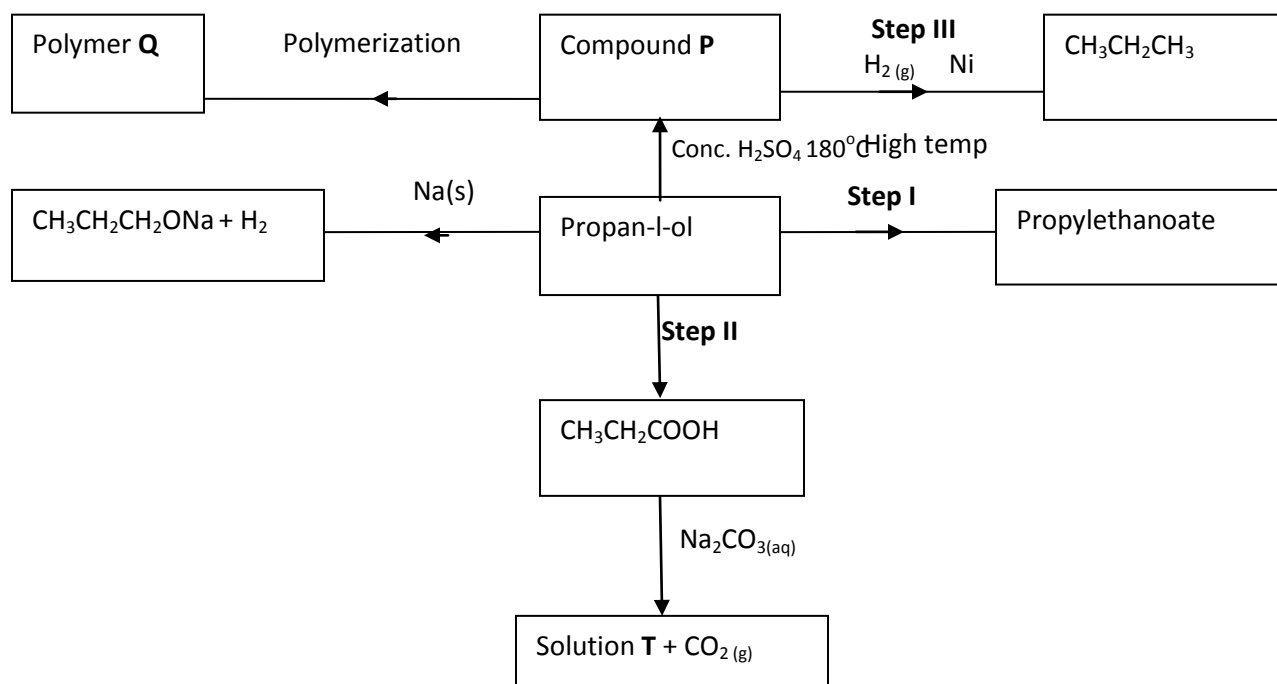 Polymer Q
Polymerization
Compound P
Step III
H₂ (g) Ni
CH₃CH₂CH₃
Conc. H₂SO₄ 180°C
High temp
CH₃CH₂CH₂ONa + H₂
Na(s)
Propan-l-ol
Step I
Propylethanoate
Step II
CH₃CH₂COOH
Na₂CO₃(aq)
Solution T + CO₂ (g)